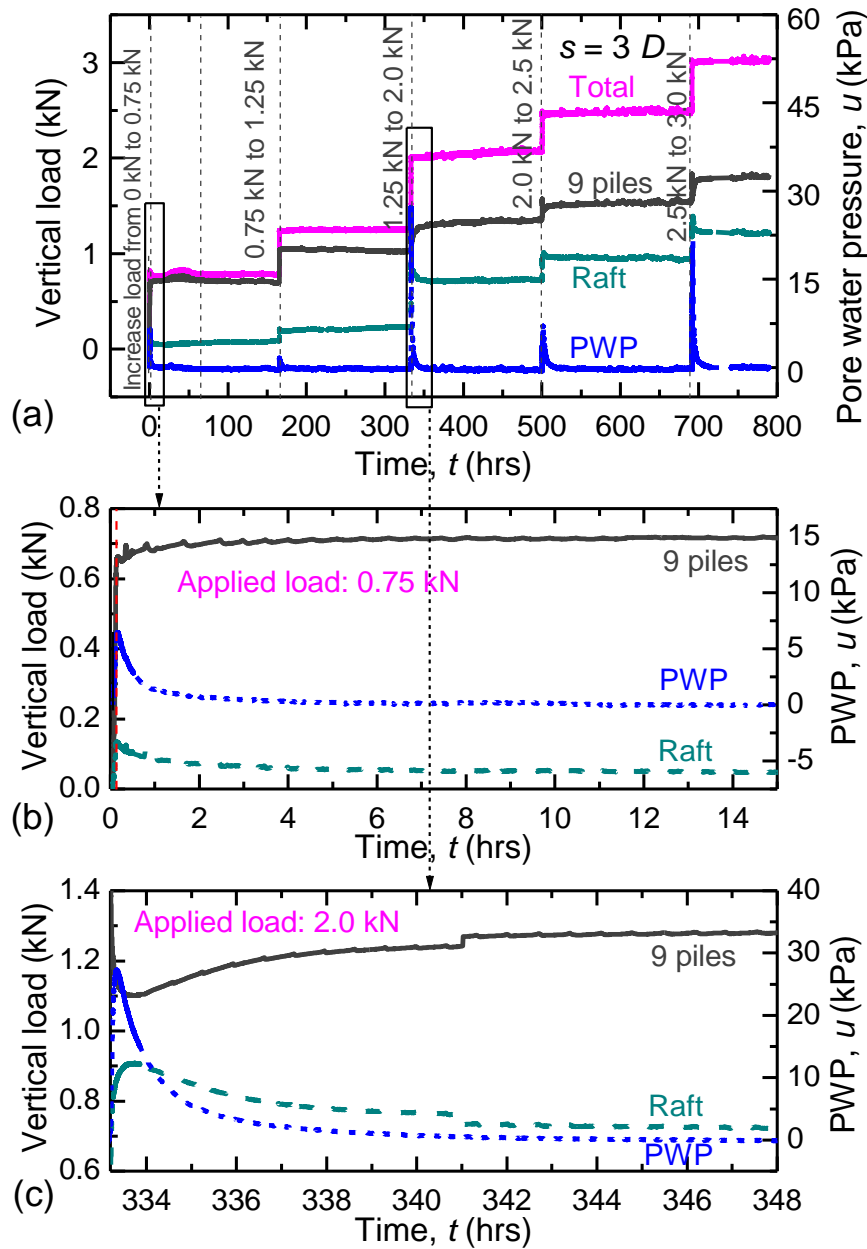 s = 3 D
Total
9 piles
Raft
PWP
Increase load from 0 kN to 0.75 kN
0.75 kN to 1.25 kN
1.25 kN to 2.0 kN
2.0 kN to 2.5 kN
2.5 kN to 3.0 kN
Vertical load (kN)
3
2
1
0
Pore water pressure, u (kPa)
60
45
30
15
0
(a)
0 100 200 300 400 500 600 700 800
Time, t (hrs)
Vertical load (kN)
0.8
0.6
0.4
0.2
0.0
Applied load: 0.75 kN
9 piles
PWP
Raft
15
10
5
0
-5
PWP, u (kPa)
(b)
0 2 4 6 8 10 12 14
Time, t (hrs)
Vertical load (kN)
1.4
1.2
1.0
0.8
0.6
Applied load: 2.0 kN
9 piles
Raft
PWP
40
30
20
10
0
PWP, u (kPa)
(c)
334 336 338 340 342 344 346 348
Time, t (hrs)